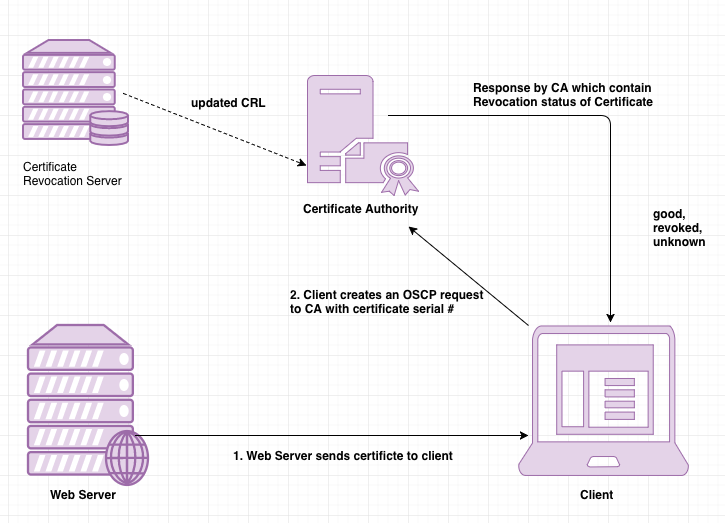 updated CRL
Response by CA which contain
Revocation status of Certificate
Certificate
Revocation Server
Certificate Authority
good,
revoked,
unknown
2. Client creates an OSCP request
to CA with certificate serial #
1. Web Server sends certificte to client
Web Server
Client